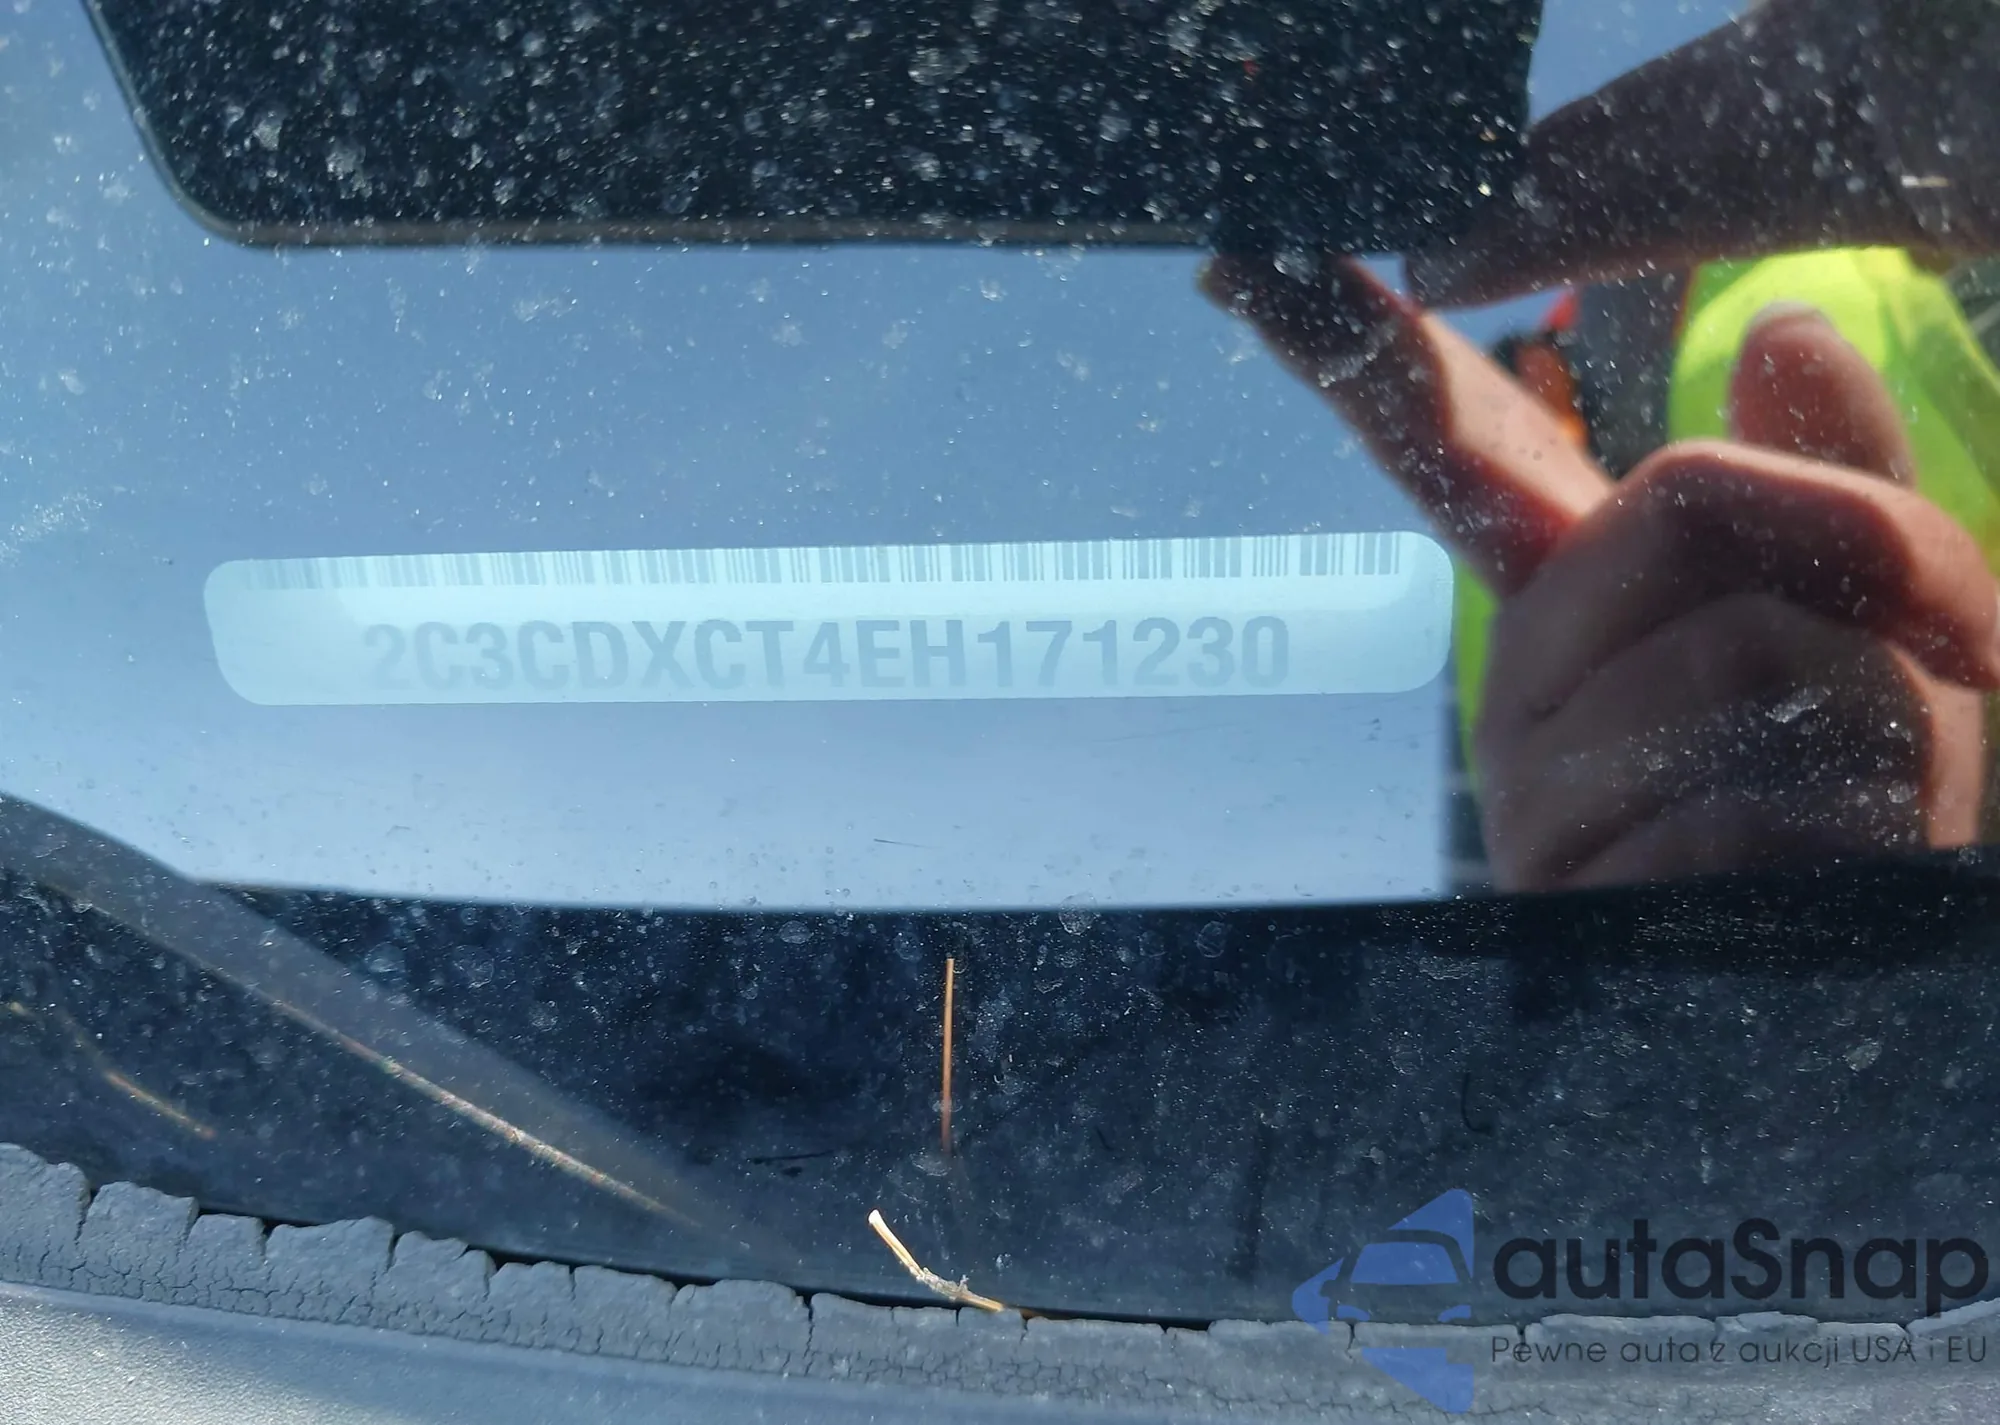 2C3CDXCT4EH171230
autaSnap
Pewne auta z aukcji USA i EU